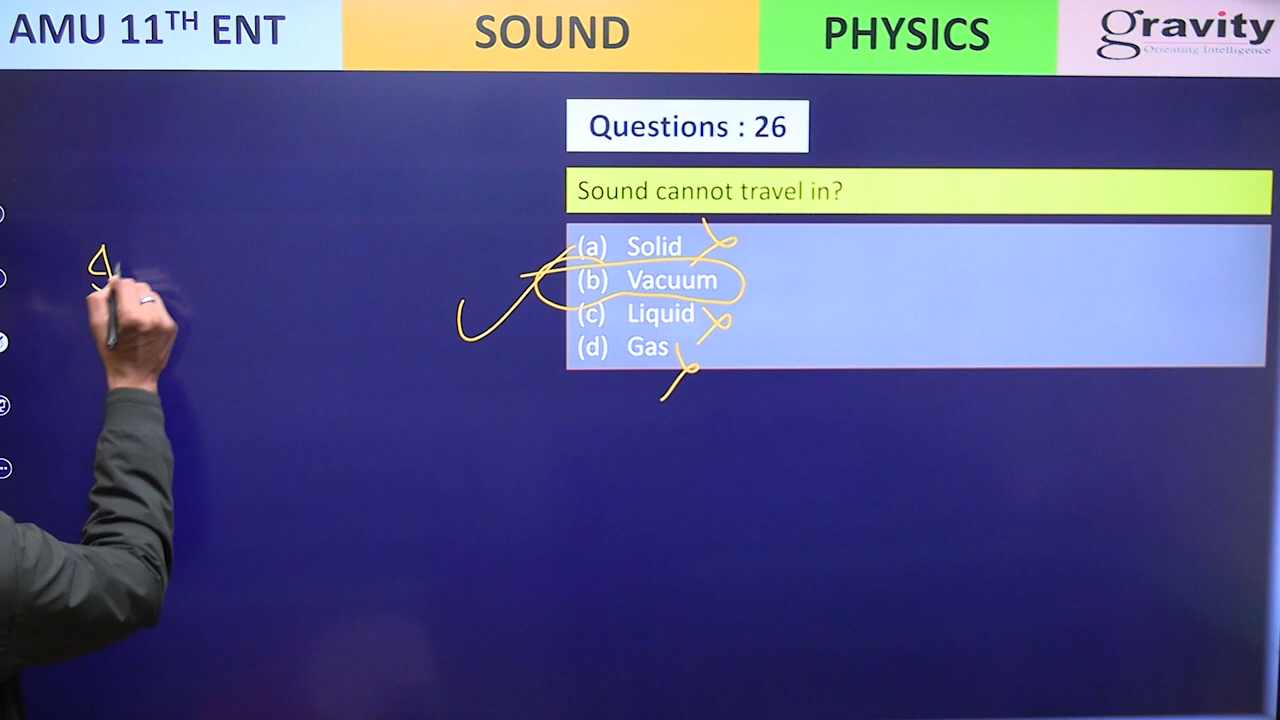 AMU 11TH ENT
SOUND
PHYSICS
gravity
Orienting Intelligence
Questions : 26
Sound cannot travel in?
(a) Solid
(b) Vacuum
(c) Liquid
(d) Gas